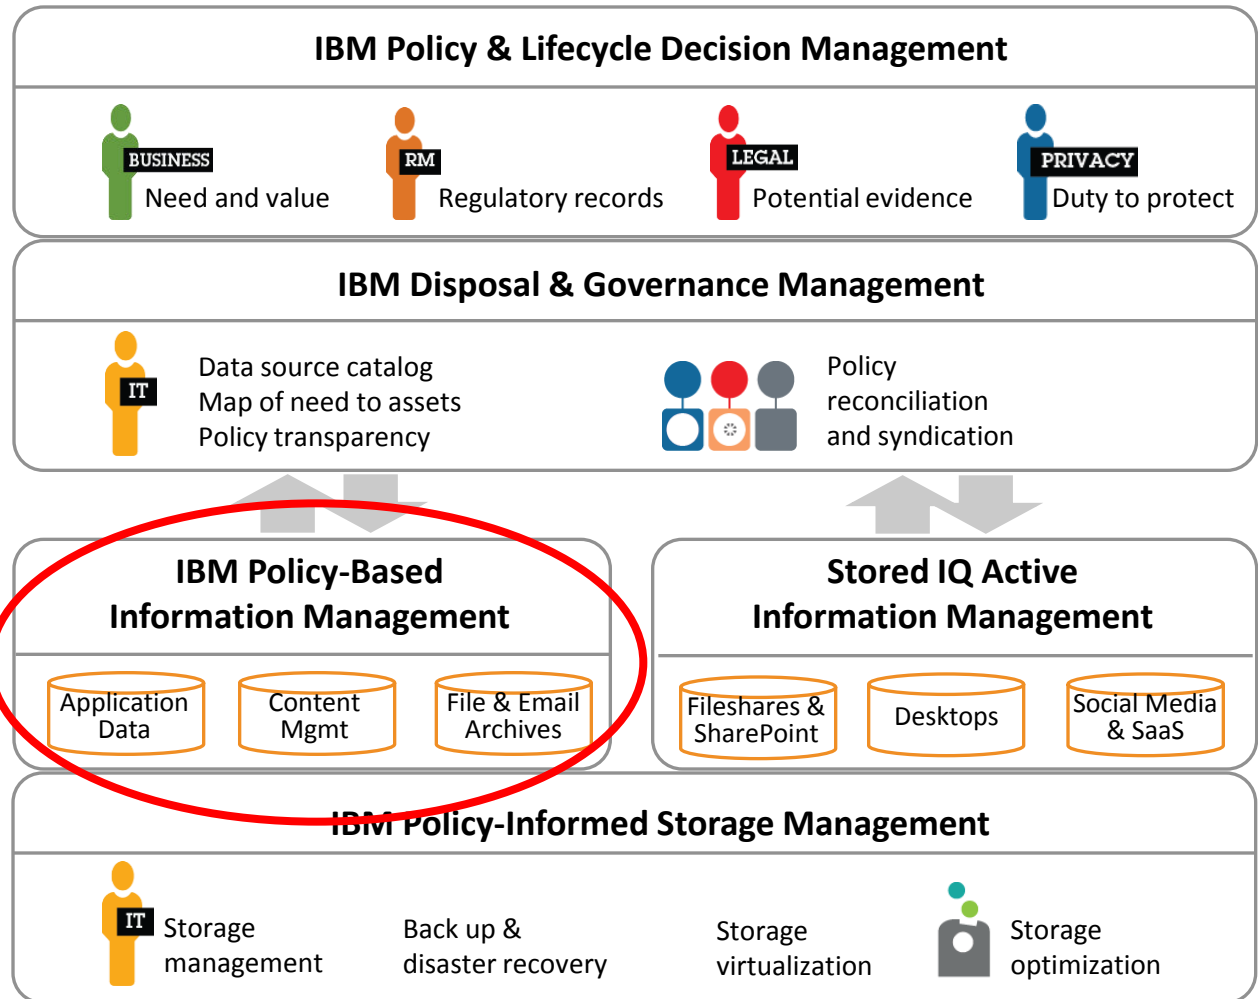 IBM Policy & Lifecycle Decision Management
BUSINESS
Need and value
RM
Regulatory records
LEGAL
Potential evidence
PRIVACY
Duty to protect
IBM Disposal & Governance Management
IT
Data source catalog
Map of need to assets
Policy transparency
Policy
reconciliation
and syndication
IBM Policy-Based
Information Management
Application
Data
Content
Mgmt
File & Email
Archives
Stored IQ Active
Information Management
Fileshares &
SharePoint
Desktops
Social Media
& SaaS
IBM Policy-Informed Storage Management
IT
Storage
management
Back up &
disaster recovery
Storage
virtualization
Storage
optimization